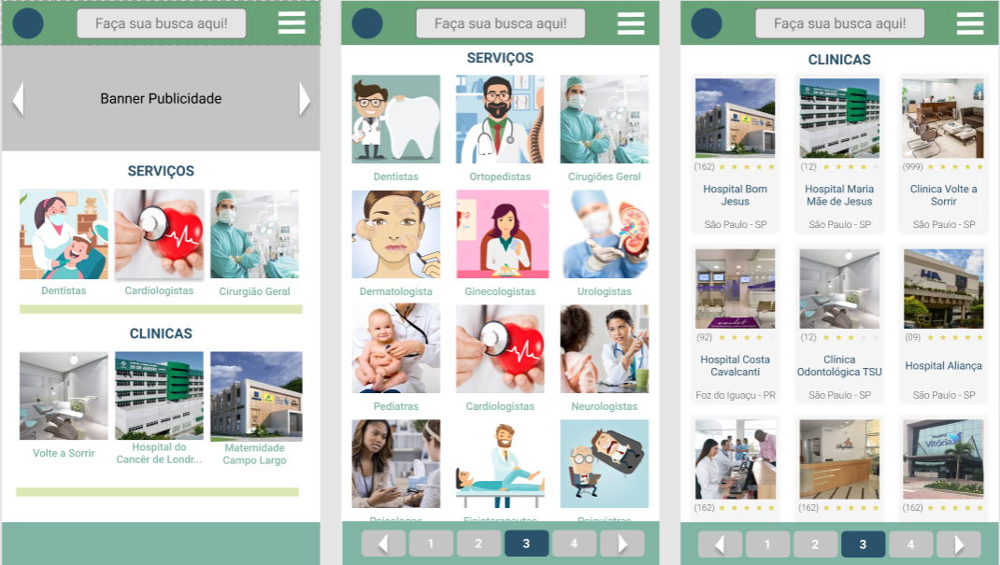 Faça sua busca aqui!
Banner Publicidade
SERVIÇOS
Dentistas
Cardiologistas
Cirurgião Geral
CLINICAS
Volte a Sorrir
Hospital do
Cancêr de Londr...
Maternidade
Campo Largo
Faça sua busca aqui!
SERVIÇOS
Dentistas
Ortopedistas
Cirugiões Geral
Dermatologista
Ginecologistas
Urologistas
Pediatras
Cardiologistas
Neurologistas
Psicologos
Fisioterapeutas
Psiquiatras
1 2 3 4
Faça sua busca aqui!
CLINICAS
(162)
(12)
(999)
Hospital Bom
Jesus
São Paulo - SP
Hospital Maria
Mãe de Jesus
São Paulo - SP
Clinica Volte a
Sorrir
São Paulo - SP
HA
(92)
(12)
(09)
Hospital Costa
Cavalcanti
Foz do Iguaçu - PR
Clínica
Odontológica TSU
São Paulo - SP
Hospital Aliança
São Paulo - SP
Vitória
(162)
(162)
(162)
1 2 3 4